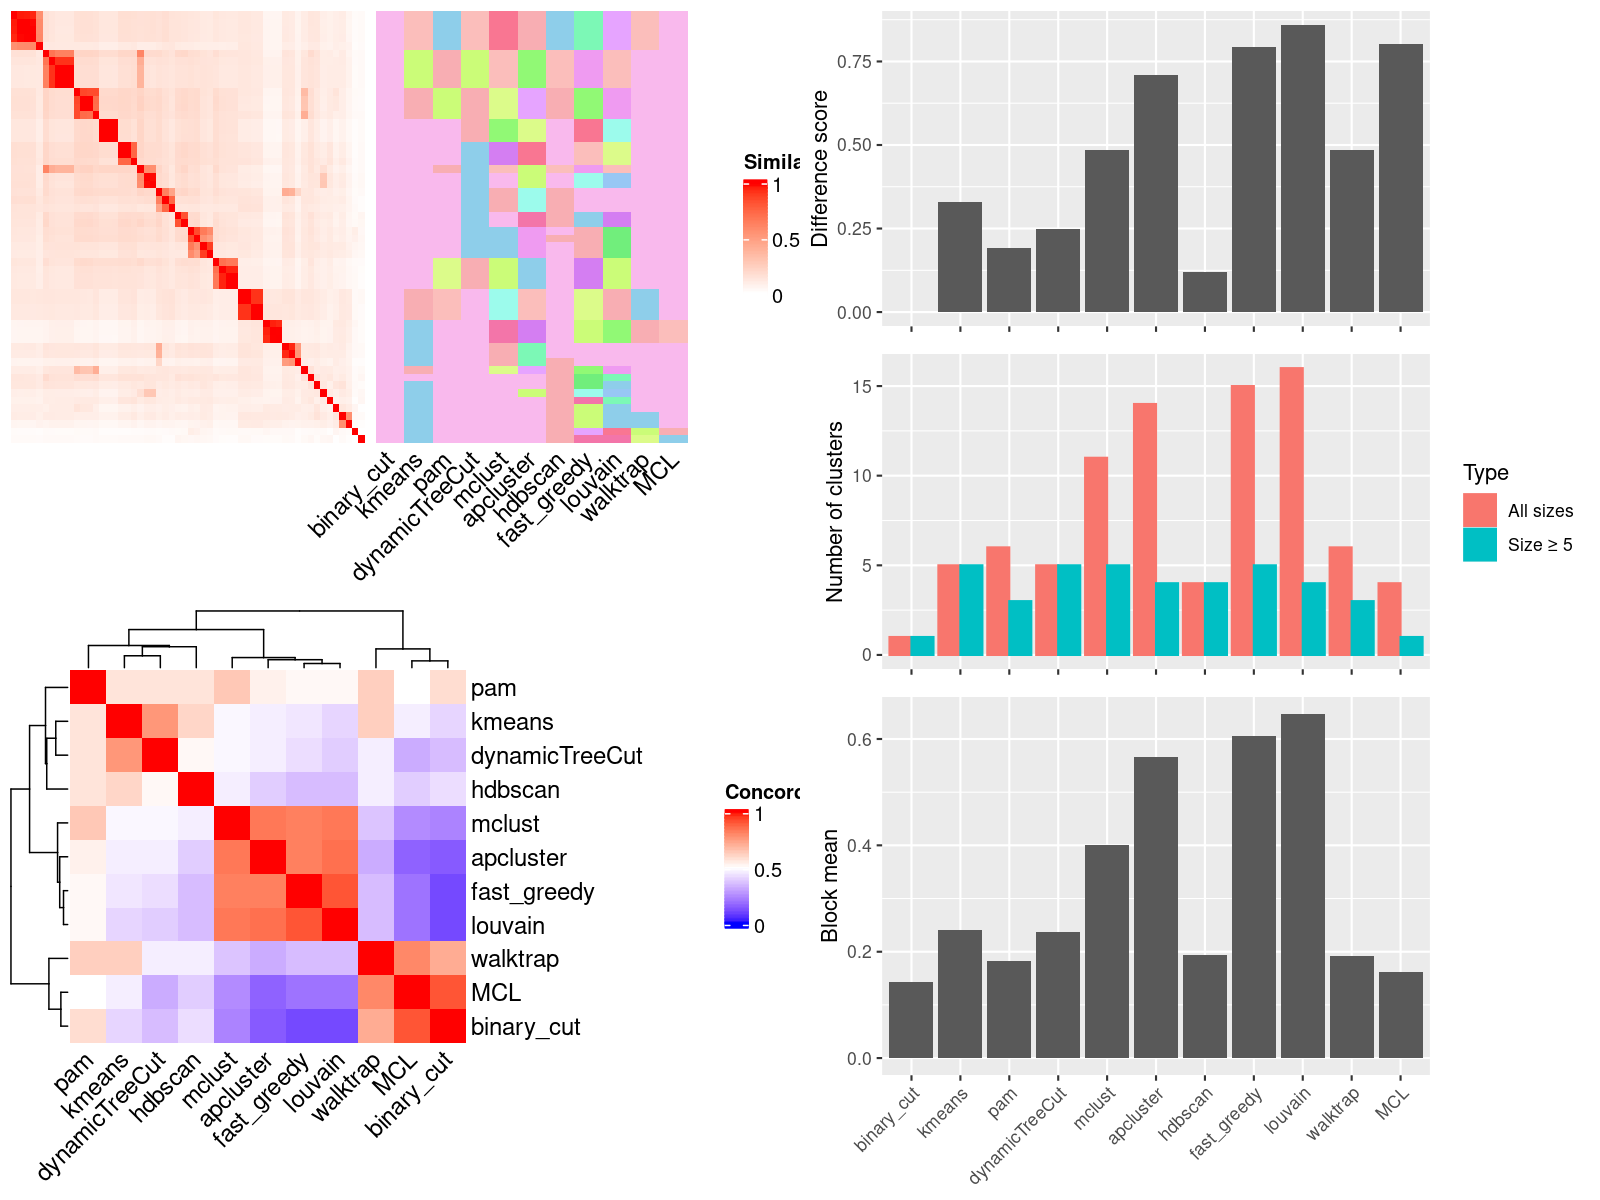 Simila
1
0.5
0
binary_cut
kmeans
pam
dynamicTreeCut
mclust
apcluster
hdbscan
fast_greedy
louvain
walktrap
MCL
pam
kmeans
dynamicTreeCut
hdbscan
mclust
apcluster
fast_greedy
louvain
walktrap
MCL
binary_cut
Concord
1
0.5
0
pam
kmeans
dynamicTreeCut
hdbscan
mclust
apcluster
fast_greedy
louvain
walktrap
MCL
binary_cut
Difference score
0.75
0.50
0.25
0.00
Number of clusters
15
10
5
0
Type
All sizes
Size ≥ 5
Block mean
0.6
0.4
0.2
0.0
binary_cut
kmeans
pam
dynamicTreeCut
mclust
apcluster
hdbscan
fast_greedy
louvain
walktrap
MCL